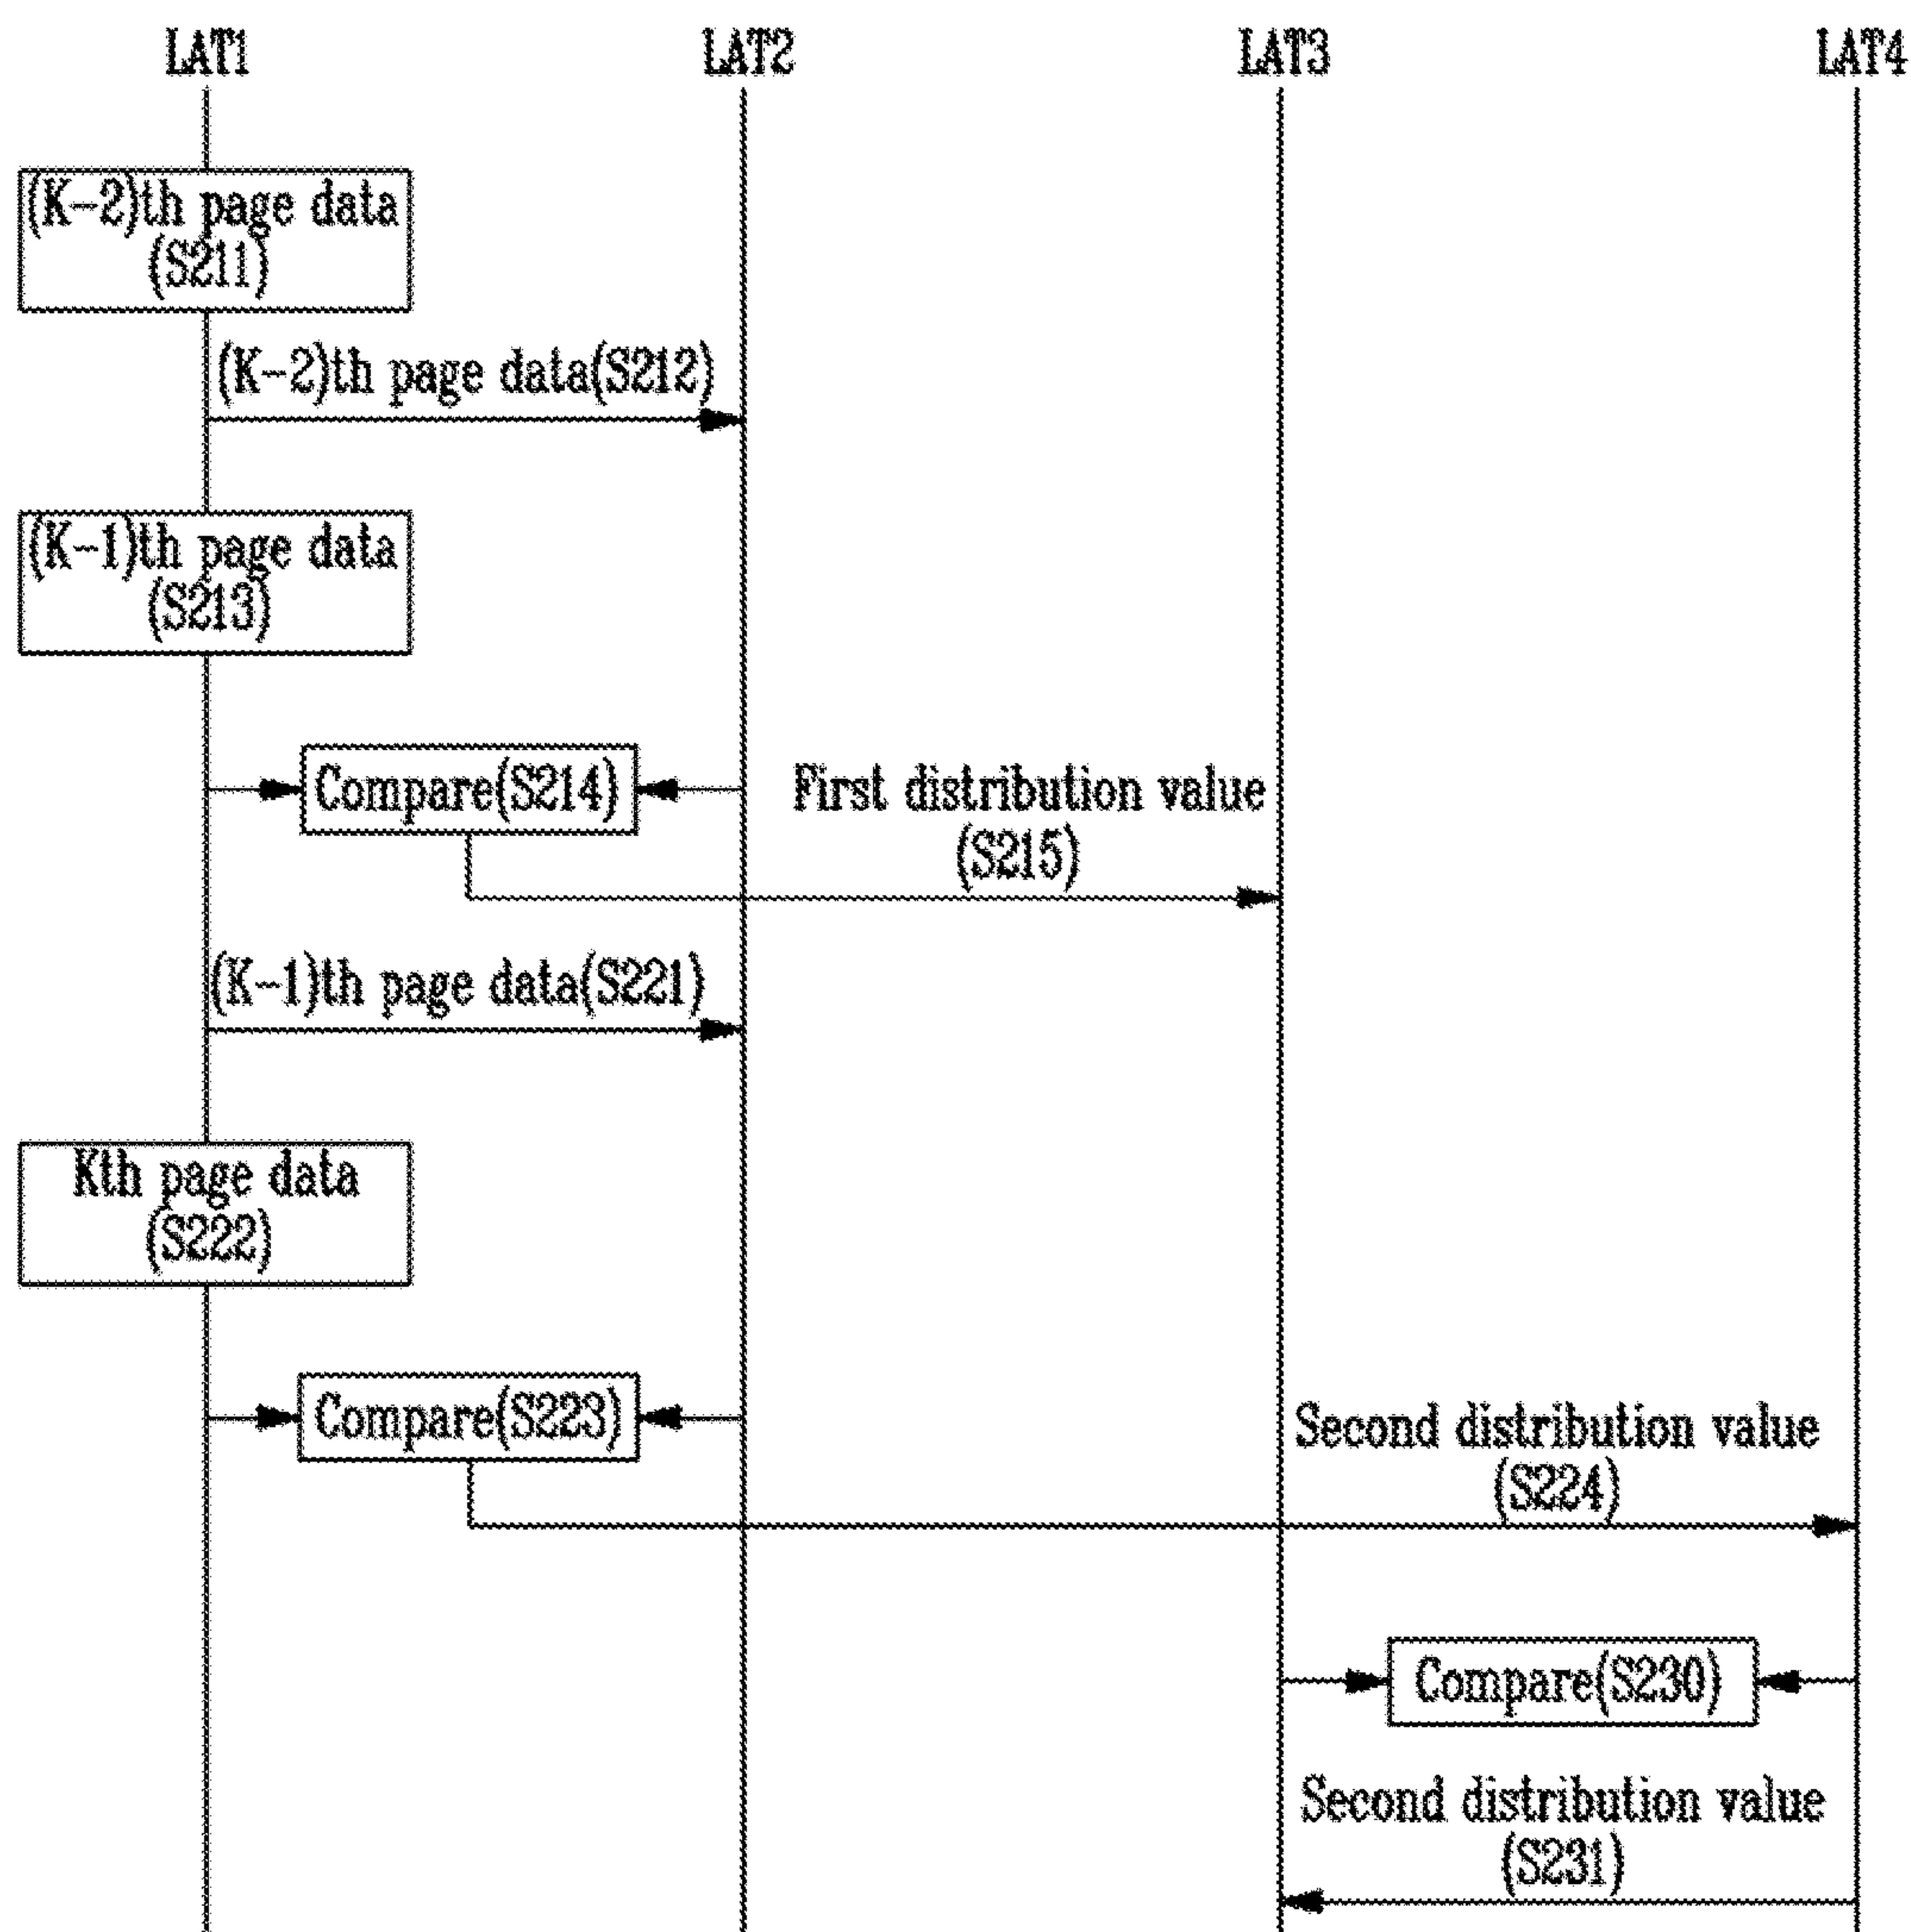 LAT1 LAT2 LAT3 LAT4
(K-2)th page data
(S211)
(K-2)th page data(S212)
(K-1)th page data
(S213)
Compare(S214)
First distribution value
(S215)
(K-1)th page data(S221)
Kth page data
(S222)
Compare(S223)
Second distribution value
(S224)
Compare(S230)
Second distribution value
(S231)